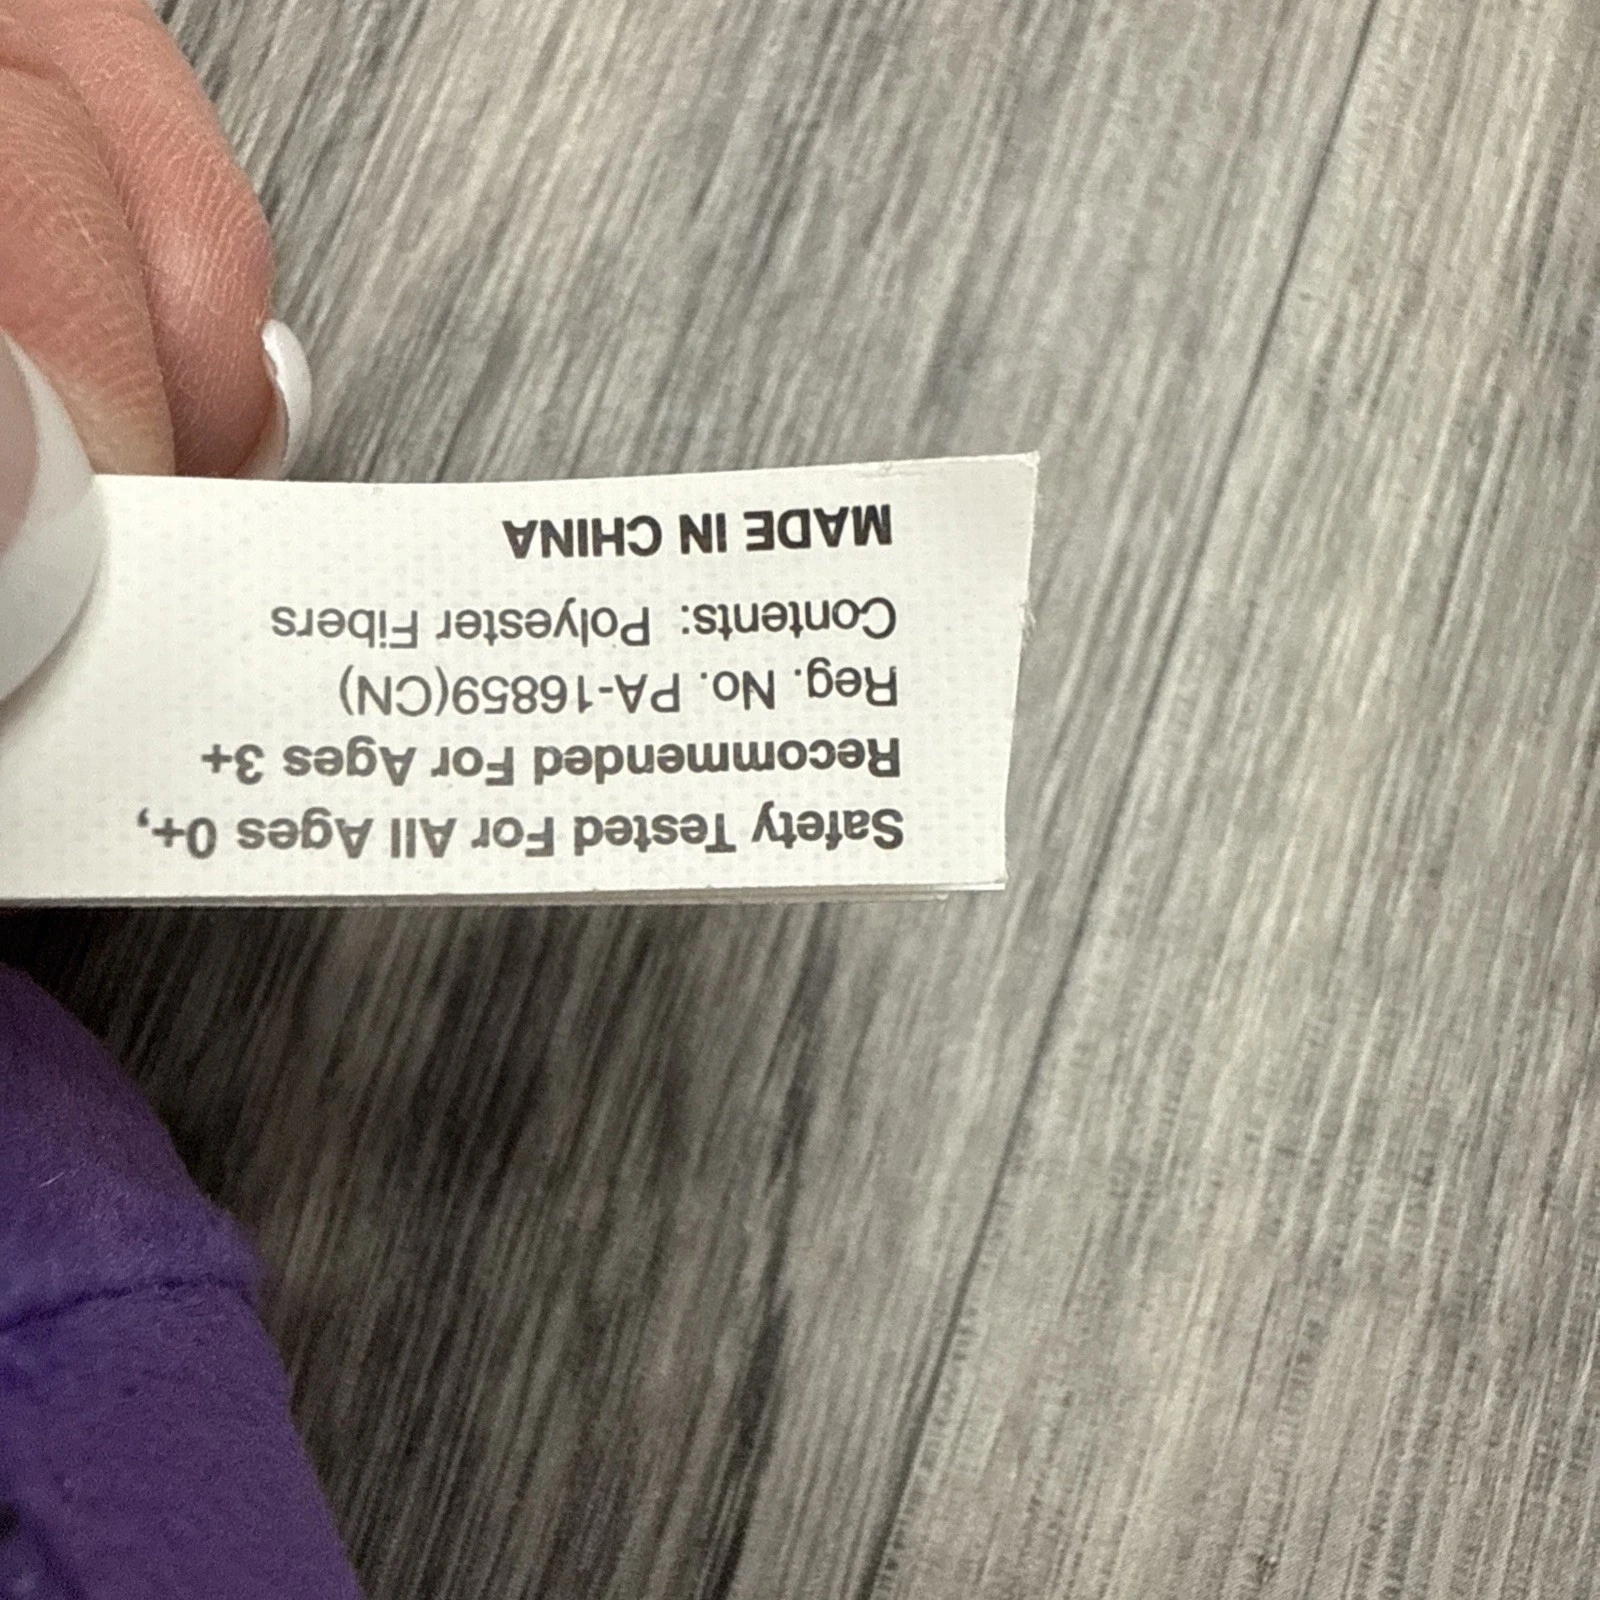 Safety Tested For All Ages 0+,
Recommended For Ages 3+
Reg. No. PA-16859(CN)
Contents: Polyester Fibers
MADE IN CHINA